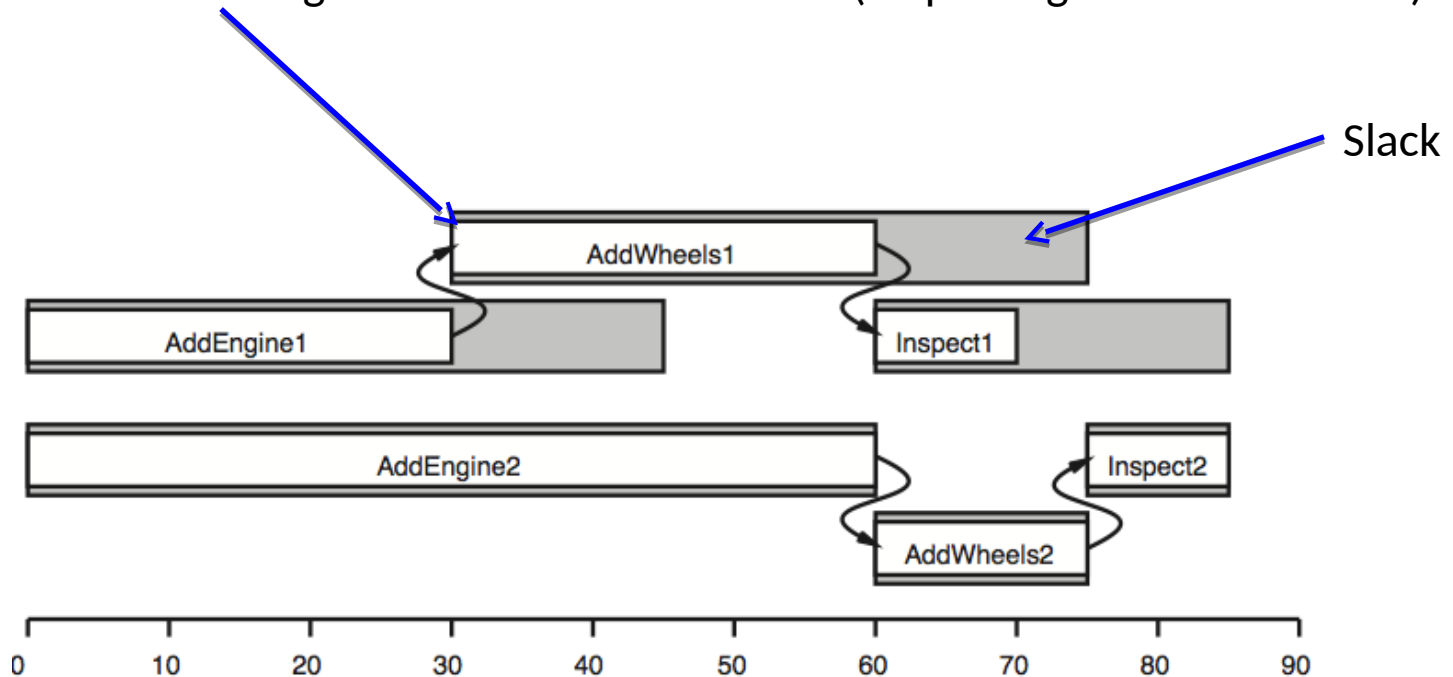 Slack
AddWheels1
AddEngine1
Inspect1
AddEngine2
Inspect2
AddWheels2
0 10 20 30 40 50 60 70 80 90